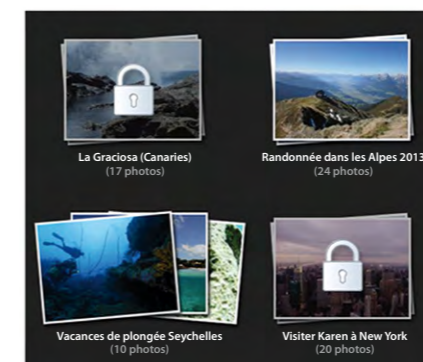 La Graciosa (Canaries)
(17 photos)
Randonnée dans les Alpes 2013
(24 photos)
Vacances de plongée Seychelles
(10 photos)
Visiter Karen à New York
(20 photos)